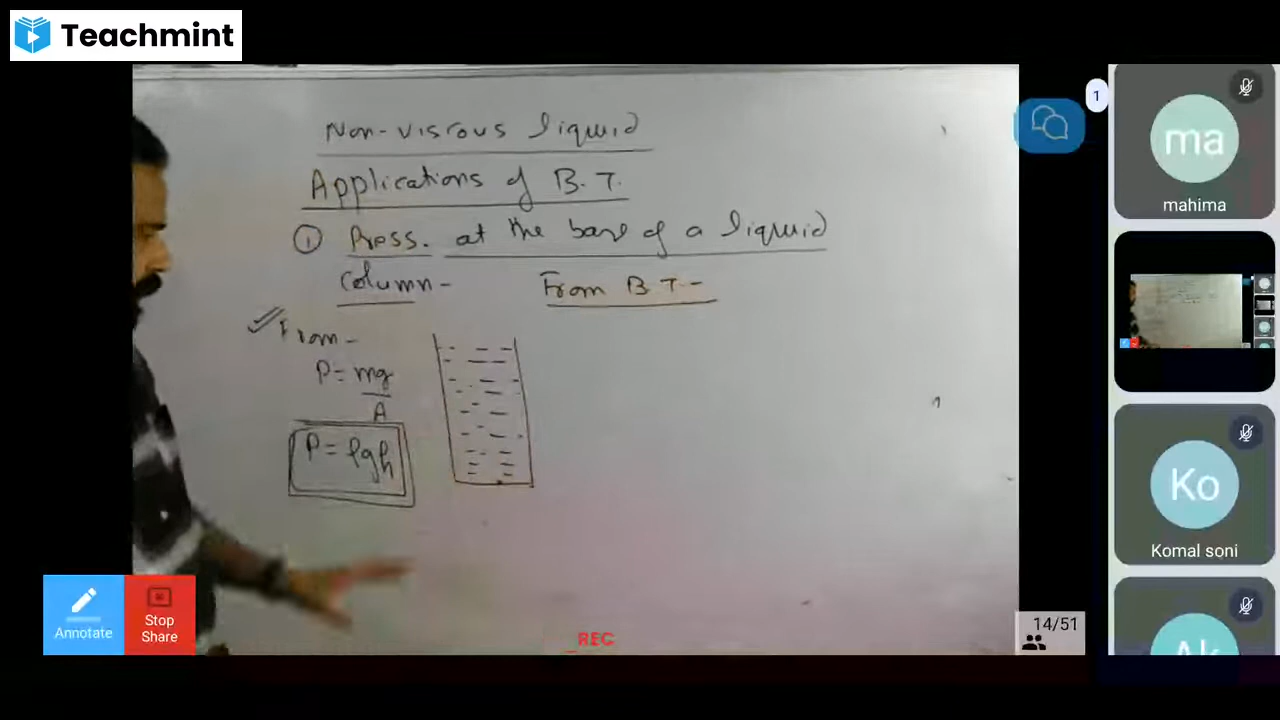 Teachmint
Non-viscous liquid
Applications of B.T.
① Press. at the base of a liquid
Column-
From B.T-
From-
P = mg
A
P = ρgh
Annotate
Stop
Share
REC
14/51
1
ma
mahima
Ko
Komal soni
Ak